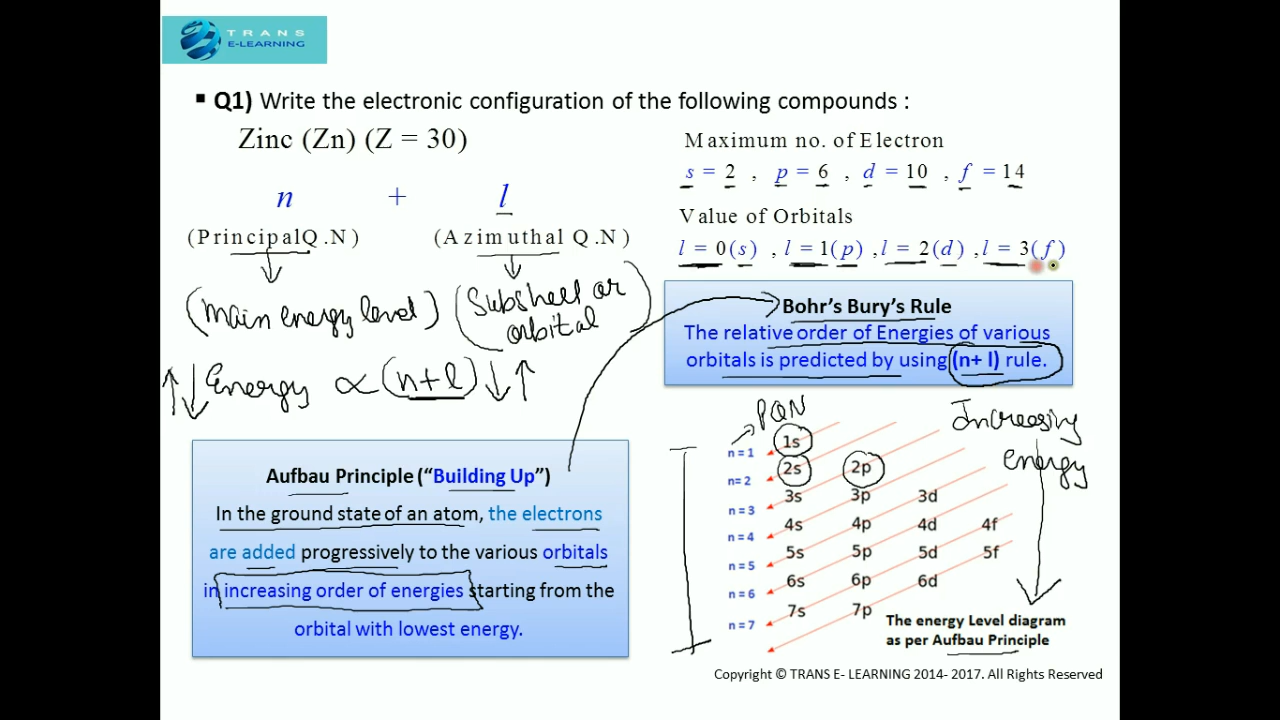 TRANS
E-LEARNING
▪ Q1) Write the electronic configuration of the following compounds :
Zinc (Zn) (Z = 30)
n + l
(PrincipalQ.N) (Azimuthal Q.N)
(Main energy level) (Subshell or
orbital)
↑↓ Energy ∝ (n+l) ↓↑
Maximum no. of Electron
s = 2 , p = 6 , d = 10 , f = 14
Value of Orbitals
l = 0(s) , l = 1(p) , l = 2(d) , l = 3(f)
Bohr's Bury's Rule
The relative order of Energies of various
orbitals is predicted by using (n+ l) rule.
Aufbau Principle ("Building Up")
In the ground state of an atom, the electrons
are added progressively to the various orbitals
in increasing order of energies starting from the
orbital with lowest energy.
PQN
Increasing
energy
n = 1 1s
n= 2 2s 2p
n = 3 3s 3p 3d
n = 4 4s 4p 4d 4f
n = 5 5s 5p 5d 5f
n = 6 6s 6p 6d
n = 7 7s 7p
The energy Level diagram
as per Aufbau Principle
Copyright © TRANS E- LEARNING 2014- 2017. All Rights Reserved